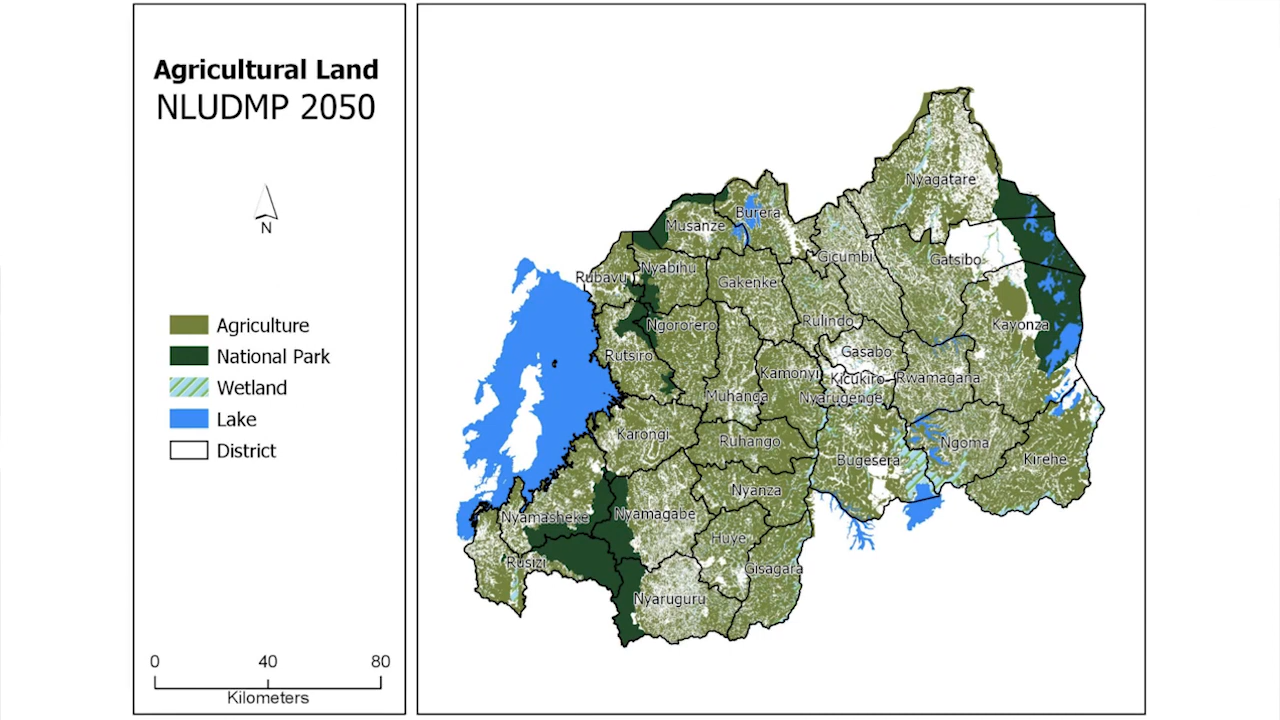 Agricultural Land
NLUDMP 2050
N
Agriculture
National Park
Wetland
Lake
District
0 40 80
Kilometers
Nyagatare
Burera
Musanze
Gicumbi
Gatsibo
Rubavu
Nyabihu
Gakenke
Rulindo
Kayonza
Ngororero
Rutsiro
Gasabo
Kamonyi
Kicukiro
Rwamagana
Muhanga
Nyarugenge
Karongi
Ruhango
Ngoma
Bugesera
Kirehe
Nyanza
Nyamasheke
Nyamagabe
Huye
Rusizi
Gisagara
Nyaruguru